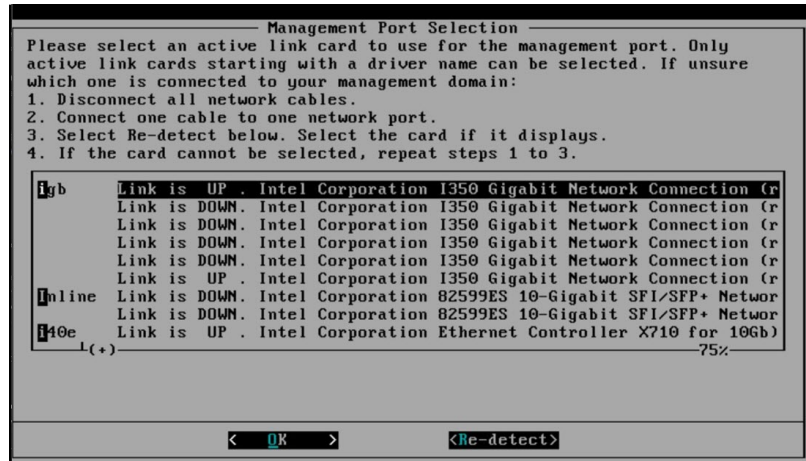 Management Port Selection
Please select an active link card to use for the management port. Only
active link cards starting with a driver name can be selected. If unsure
which one is connected to your management domain:
1. Disconnect all network cables.
2. Connect one cable to one network port.
3. Select Re-detect below. Select the card if it displays.
4. If the card cannot be selected, repeat steps 1 to 3.
igb Link is UP . Intel Corporation I350 Gigabit Network Connection (r
Link is DOWN. Intel Corporation I350 Gigabit Network Connection (r
Link is DOWN. Intel Corporation I350 Gigabit Network Connection (r
Link is DOWN. Intel Corporation I350 Gigabit Network Connection (r
Link is DOWN. Intel Corporation I350 Gigabit Network Connection (r
Link is UP . Intel Corporation I350 Gigabit Network Connection (r
Inline Link is DOWN. Intel Corporation 82599ES 10-Gigabit SFI/SFP+ Networ
Link is DOWN. Intel Corporation 82599ES 10-Gigabit SFI/SFP+ Networ
i40e Link is UP . Intel Corporation Ethernet Controller X710 for 10Gb)
(+) 75%
< OK > <Re-detect>